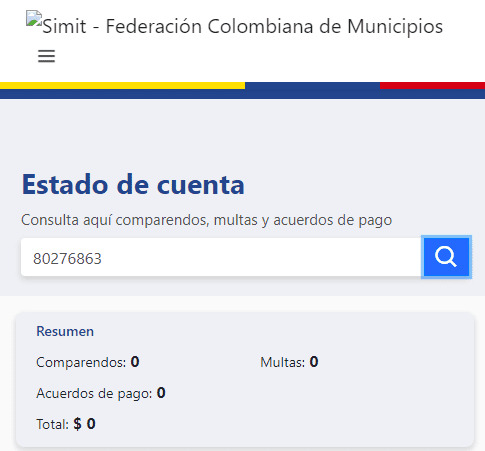 Simit - Federación Colombiana de Municipios
Estado de cuenta
Consulta aquí comparendos, multas y acuerdos de pago
80276863
Resumen
Comparendos: 0 Multas: 0
Acuerdos de pago: 0
Total: $ 0